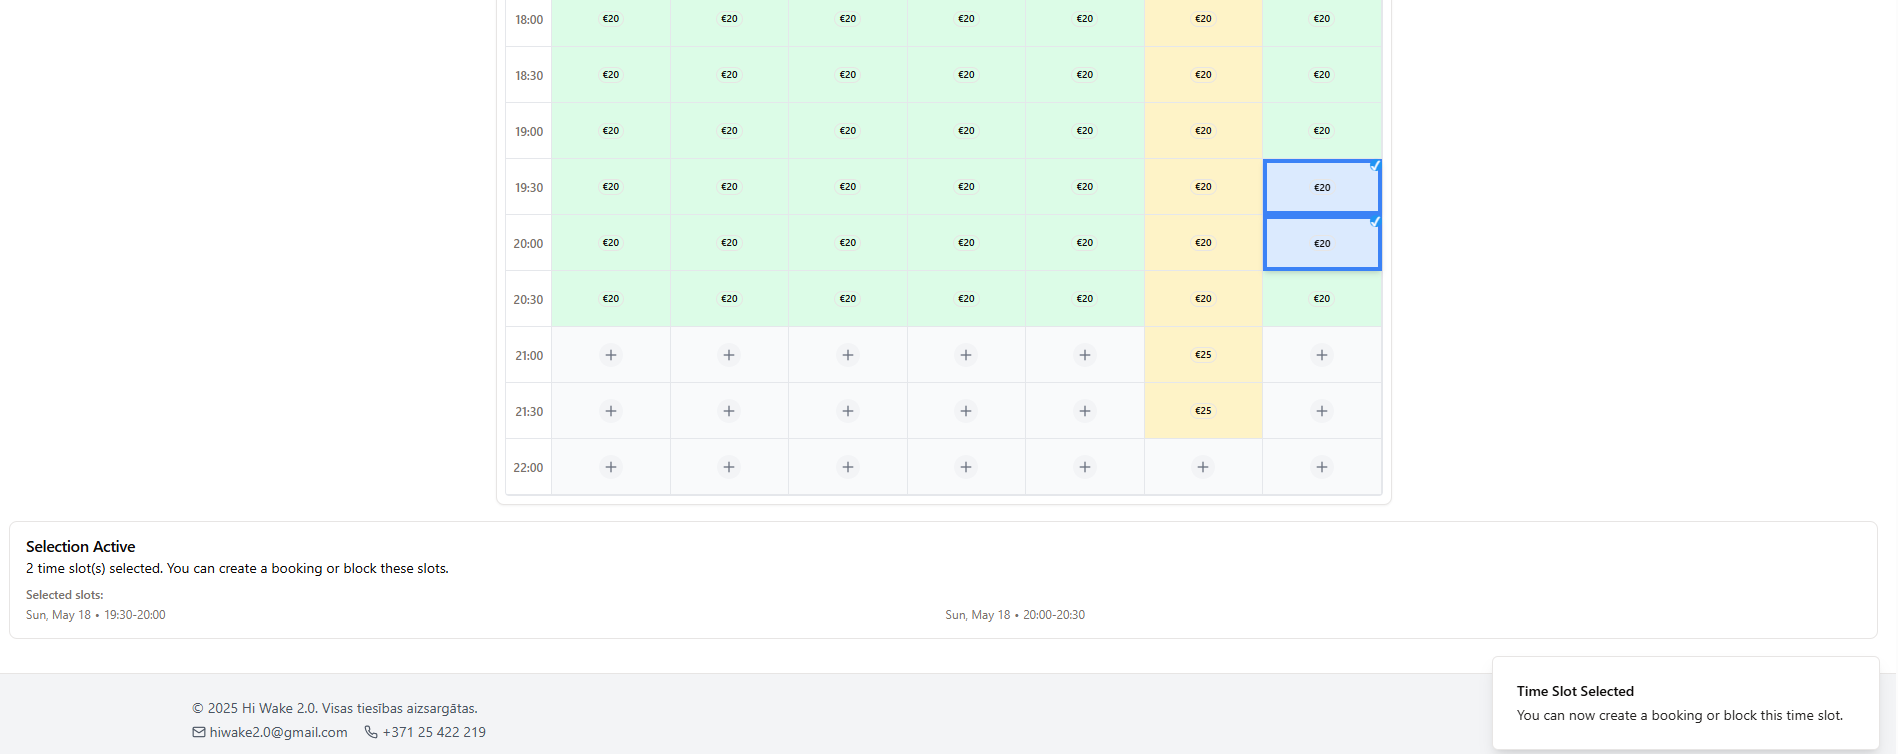 18:00 €20 €20 €20 €20 €20 €20 €20
18:30 €20 €20 €20 €20 €20 €20 €20
19:00 €20 €20 €20 €20 €20 €20 €20
19:30 €20 €20 €20 €20 €20 €20 €20
20:00 €20 €20 €20 €20 €20 €20 €20
20:30 €20 €20 €20 €20 €20 €20 €20
21:00 + + + + + €25 +
21:30 + + + + + €25 +
22:00 + + + + + + +
Selection Active
2 time slot(s) selected. You can create a booking or block these slots.
Selected slots:
Sun, May 18 • 19:30-20:00 Sun, May 18 • 20:00-20:30
© 2025 Hi Wake 2.0. Visas tiesības aizsargātas.
hiwake2.0@gmail.com +371 25 422 219
Time Slot Selected
You can now create a booking or block this time slot.